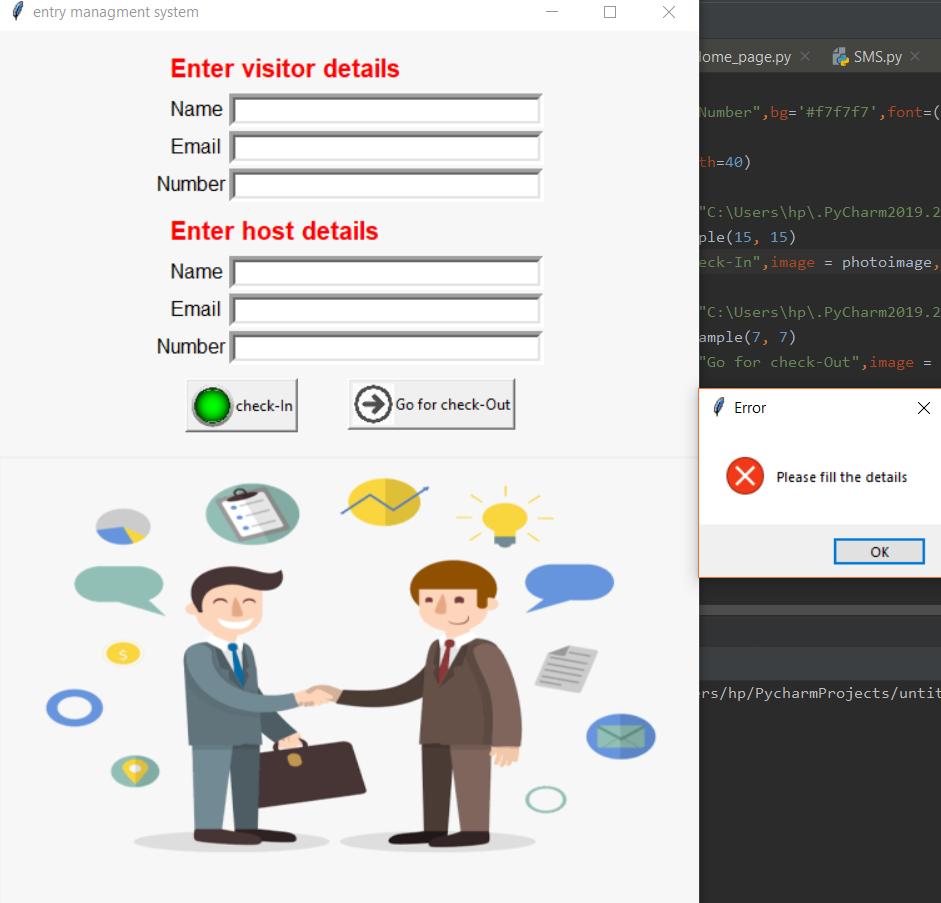 entry managment system
Enter visitor details
Name
Email
Number
Enter host details
Name
Email
Number
check-In
Go for check-Out
$
Home_page.py
SMS.py
Number",bg='#f7f7f7',font=(
th=40)
"C:\Users\hp\.PyCharm2019.2
ple(15, 15)
eck-In",image = photoimage,
"C:\Users\hp\.PyCharm2019.2
ample(7, 7)
"Go for check-Out",image =
Error
Please fill the details
OK
ers/hp/PycharmProjects/untit